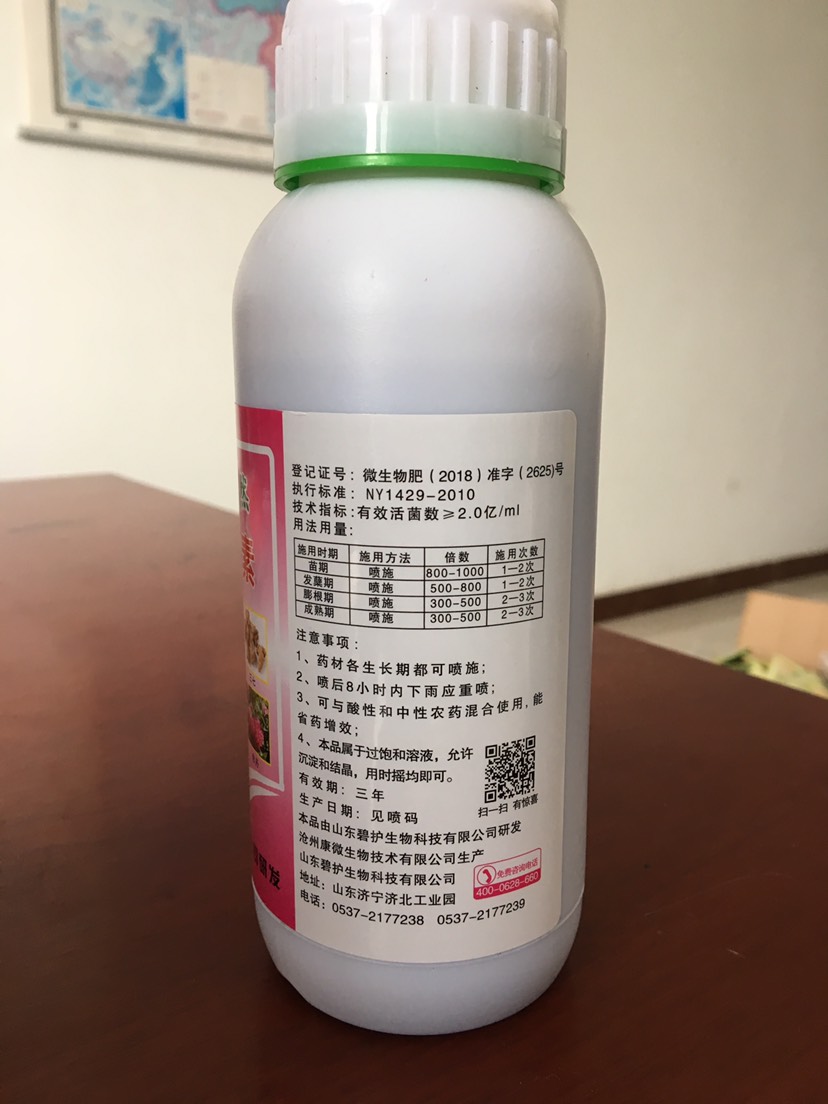 素
研发
登记证号：微生物肥（2018）准字（2625)号
执行标准：NY1429-2010
技术指标:有效活菌数≥2.0亿/ml
用法用量：
施用时期 施用方法 倍数 施用次数
苗期 喷施 800-1000 1—2次
发蘖期 喷施 500-800 1—2次
膨根期 喷施 300-500 2—3次
成熟期 喷施 300-500 2—3次
注意事项：
1、药材各生长期都可喷施;
2、喷后8小时内下雨应重喷;
3、可与酸性和中性农药混合使用,能
省药增效;
4、本品属于过饱和溶液，允许
沉淀和结晶，用时摇均即可。
有效期：三年
扫一扫 有惊喜
生产日期：见喷码
本品由山东碧护生物科技有限公司研发
沧州康微生物技术有限公司生产
山东碧护生物科技有限公司
免费咨询电话
400-0628-660
地址：山东济宁济北工业园
电话：0537-2177238 0537-2177239